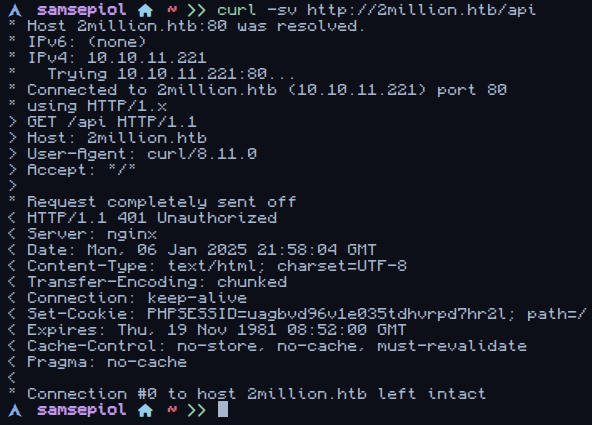 samsepiol ~ >> curl -sv http://2million.htb/api
* Host 2million.htb:80 was resolved.
* IPv6: (none)
* IPv4: 10.10.11.221
*   Trying 10.10.11.221:80...
* Connected to 2million.htb (10.10.11.221) port 80
* using HTTP/1.x
> GET /api HTTP/1.1
> Host: 2million.htb
> User-Agent: curl/8.11.0
> Accept: */*
>
* Request completely sent off
< HTTP/1.1 401 Unauthorized
< Server: nginx
< Date: Mon, 06 Jan 2025 21:58:04 GMT
< Content-Type: text/html; charset=UTF-8
< Transfer-Encoding: chunked
< Connection: keep-alive
< Set-Cookie: PHPSESSID=uagbvd96v1e035tdhvrpd7hr2l; path=/
< Expires: Thu, 19 Nov 1981 08:52:00 GMT
< Cache-Control: no-store, no-cache, must-revalidate
< Pragma: no-cache
<
* Connection #0 to host 2million.htb left intact
samsepiol ~ >>